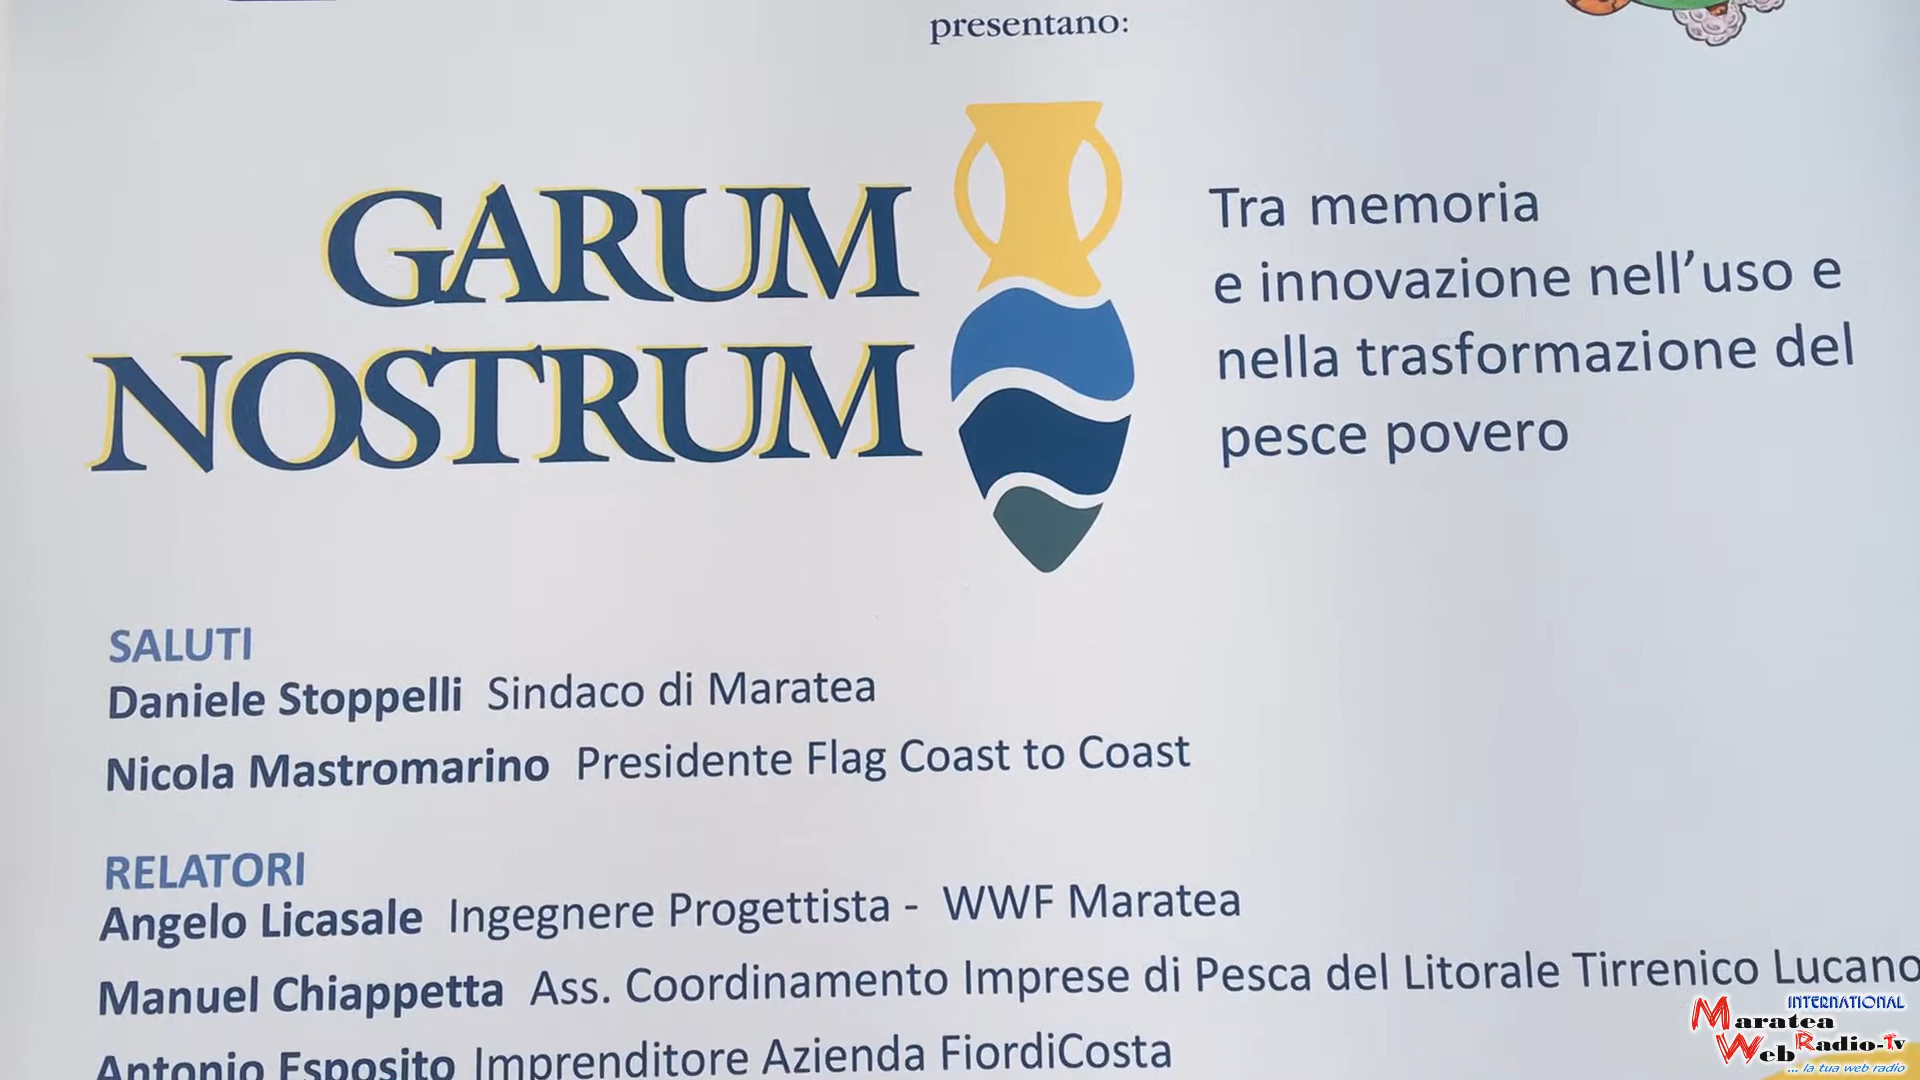 presentano:
GARUM
NOSTRUM
Tra memoria
e innovazione nell'uso e
nella trasformazione del
pesce povero
SALUTI
Daniele Stoppelli Sindaco di Maratea
Nicola Mastromarino Presidente Flag Coast to Coast
RELATORI
Angelo Licasale Ingegnere Progettista - WWF Maratea
Manuel Chiappetta Ass. Coordinamento Imprese di Pesca del Litorale Tirrenico Lucano
Antonio Esposito Imprenditore Azienda FiordiCosta
INTERNATIONAL
Maratea
Web Radio-Tv
... la tua web radio